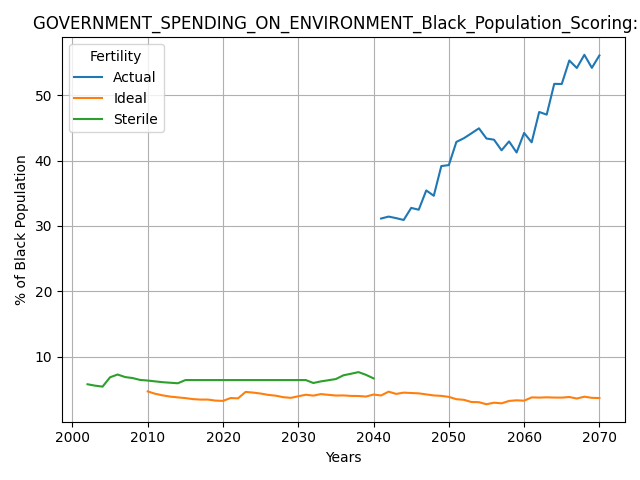 GOVERNMENT_SPENDING_ON_ENVIRONMENT_Black_Population_Scoring:
Fertility
Actual
Ideal
Sterile
% of Black Population
50
40
30
20
10
2000 2010 2020 2030 2040 2050 2060 2070
Years